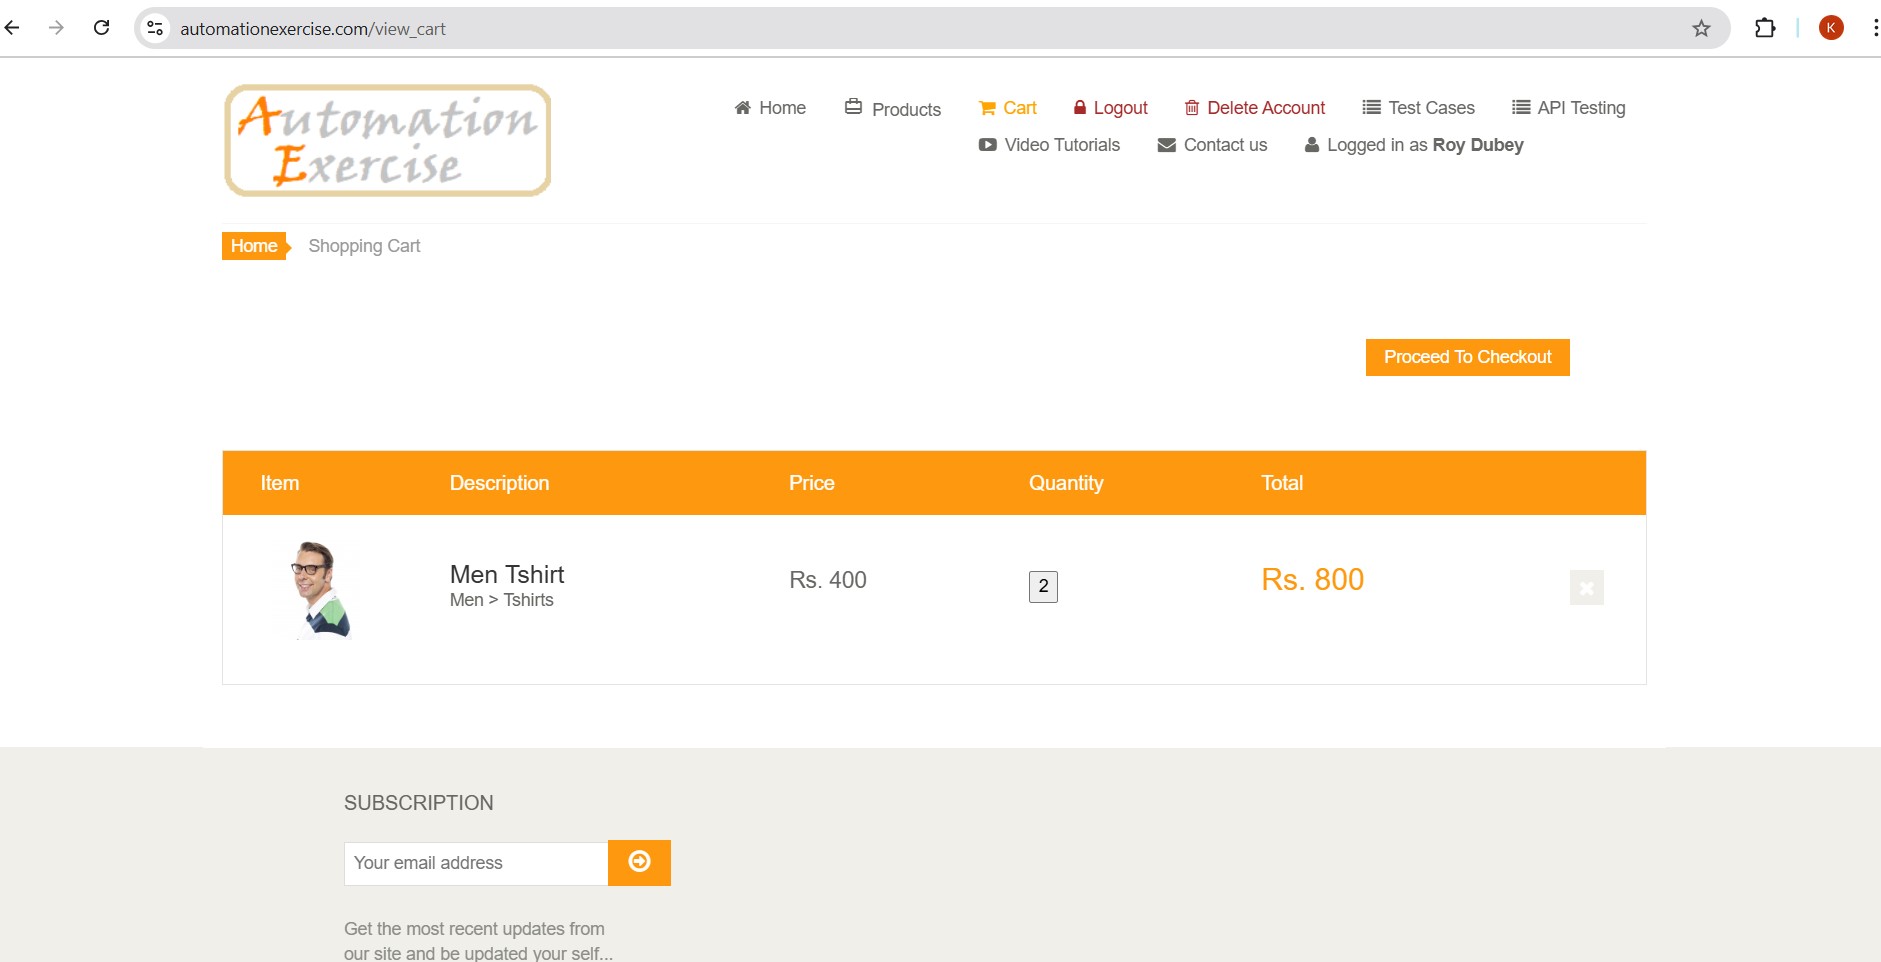 automationexercise.com/view_cart
K
Automation
Exercise
Home Products Cart Logout Delete Account Test Cases API Testing
Video Tutorials Contact us Logged in as Roy Dubey
Home Shopping Cart
Proceed To Checkout
Item Description Price Quantity Total
Men Tshirt
Men > Tshirts
Rs. 400
2
Rs. 800
SUBSCRIPTION
Your email address
Get the most recent updates from
our site and be updated your self...